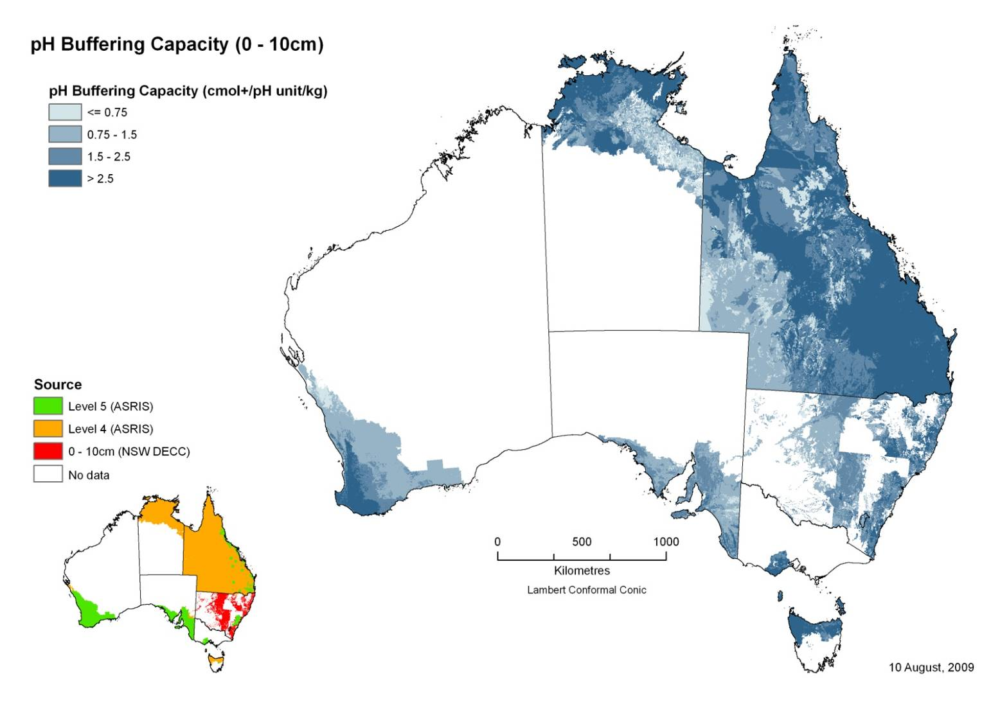 pH Buffering Capacity (0 - 10cm)
pH Buffering Capacity (cmol+/pH unit/kg)
<= 0.75
0.75 - 1.5
1.5 - 2.5
> 2.5
Source
Level 5 (ASRIS)
Level 4 (ASRIS)
0 - 10cm (NSW DECC)
No data
0 500 1000
Kilometres
Lambert Conformal Conic
10 August, 2009